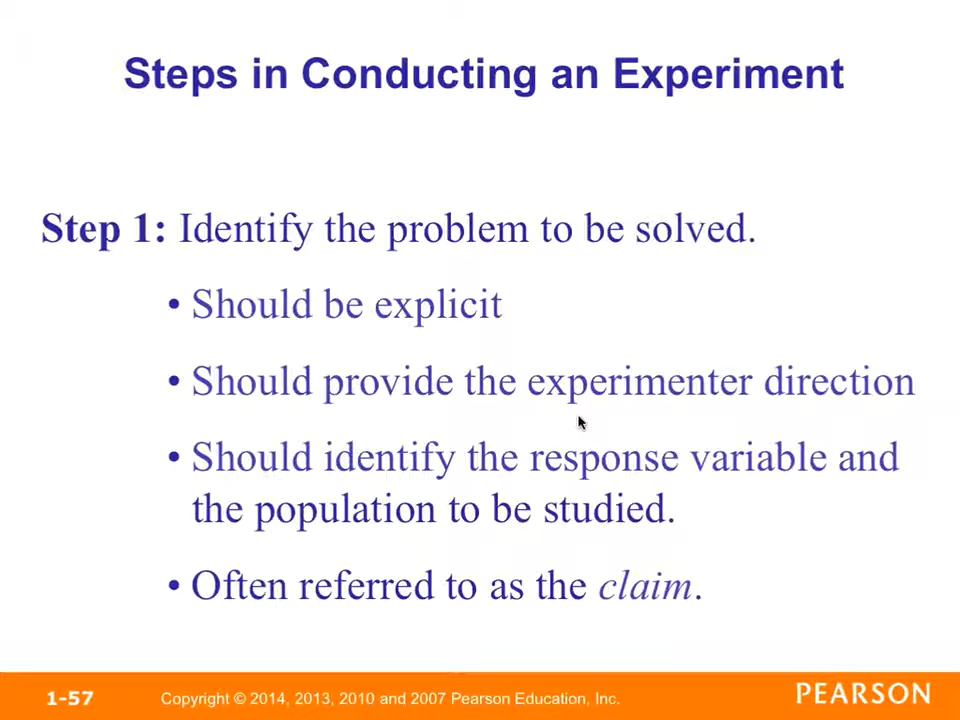 Steps in Conducting an Experiment
Step 1: Identify the problem to be solved.
• Should be explicit
• Should provide the experimenter direction
• Should identify the response variable and
the population to be studied.
• Often referred to as the claim.
1-57
Copyright © 2014, 2013, 2010 and 2007 Pearson Education, Inc.
PEARSON